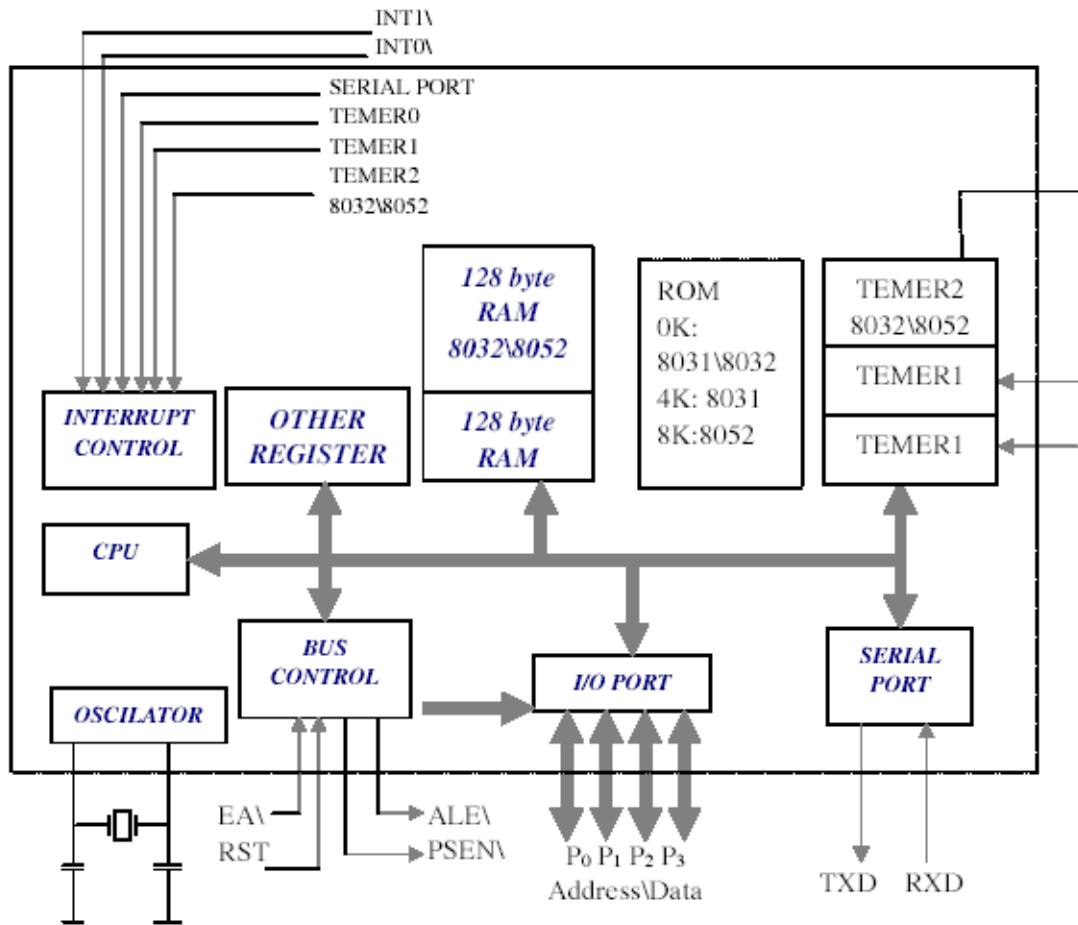 INT1\
INT0\
SERIAL PORT
TEMER0
TEMER1
TEMER2
8032\8052
128 byte
RAM
8032\8052
128 byte
RAM
ROM
0K:
8031\8032
4K: 8031
8K:8052
TEMER2
8032\8052
TEMER1
TEMER1
INTERRUPT
CONTROL
OTHER
REGISTER
CPU
BUS
CONTROL
I/O PORT
SERIAL
PORT
OSCILATOR
EA\
RST
ALE\
PSEN\
P0 P1 P2 P3
Address\Data
TXD
RXD